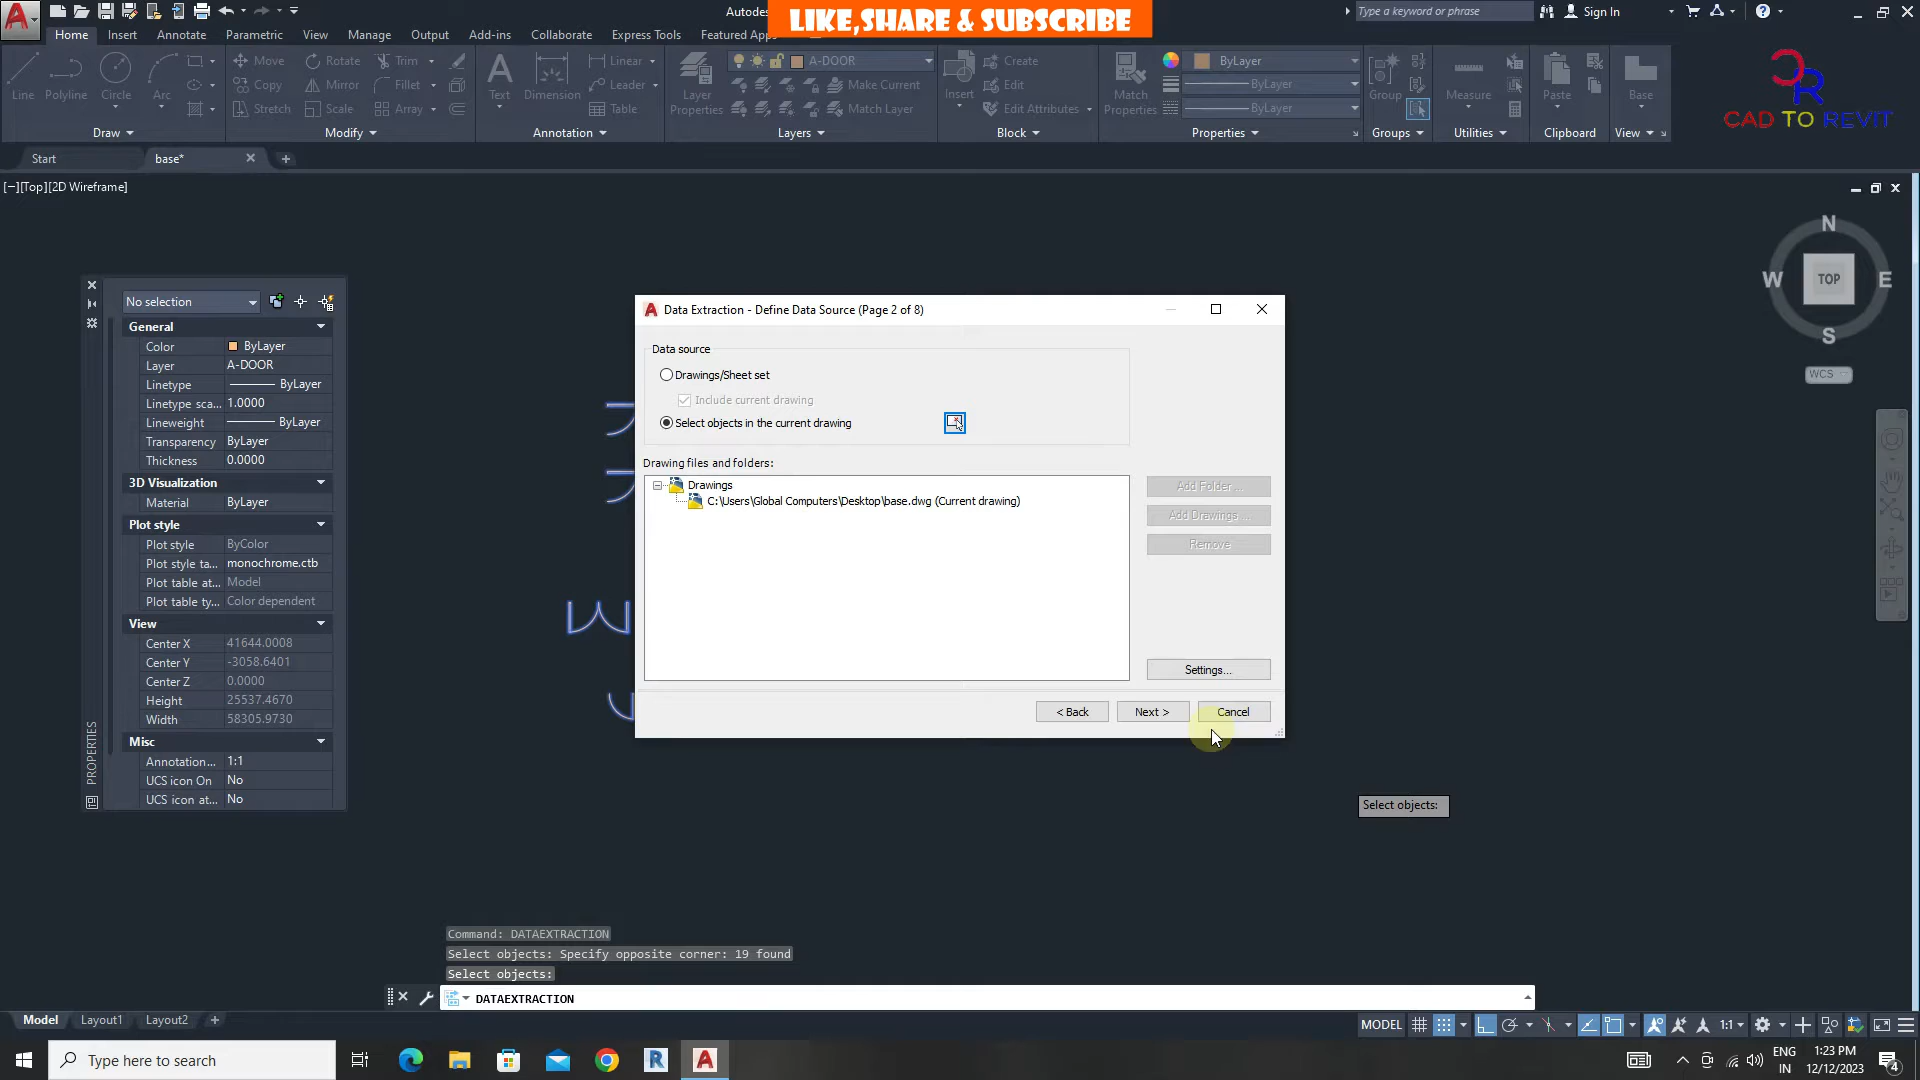 LIKE,SHARE & SUBSCRIBE
Autodes
Type a keyword or phrase
Sign In
Home Insert Annotate Parametric View Manage Output Add-ins Collaborate Express Tools Featured Apps
Line Polyline Circle Arc
Move Rotate Trim
Copy Mirror Fillet
Stretch Scale Array
Text Dimension
Linear
Leader
Table
Layer Properties
A-DOOR
Make Current
Match Layer
Insert
Create
Edit
Edit Attributes
Match Properties
ByLayer
ByLayer
ByLayer
Group Measure Paste Base
Draw Modify Annotation Layers Block Properties Groups Utilities Clipboard View
CR
CAD TO REVIT
Start base*
[−][Top][2D Wireframe]
N
W TOP E
S
WCS
No selection
General
Color ByLayer
Layer A-DOOR
Linetype ByLayer
Linetype sca... 1.0000
Lineweight ByLayer
Transparency ByLayer
Thickness 0.0000
3D Visualization
Material ByLayer
Plot style
Plot style ByColor
Plot style ta... monochrome.ctb
Plot table at... Model
Plot table ty... Color dependent
View
Center X 41644.0008
Center Y -3058.6401
Center Z 0.0000
Height 25537.4670
Width 58305.9730
Misc
Annotation... 1:1
UCS icon On No
UCS icon at... No
PROPERTIES
Data Extraction - Define Data Source (Page 2 of 8)
Data source
Drawings/Sheet set
Include current drawing
Select objects in the current drawing
Drawing files and folders:
Drawings
C:\Users\Global Computers\Desktop\base.dwg (Current drawing)
Add Folder ...
Add Drawings ...
Remove
Settings...
< Back Next > Cancel
Select objects:
Command: DATAEXTRACTION
Select objects: Specify opposite corner: 19 found
Select objects:
DATAEXTRACTION
Model Layout1 Layout2
MODEL 1:1
Type here to search
ENG
IN
1:23 PM
12/12/2023
4